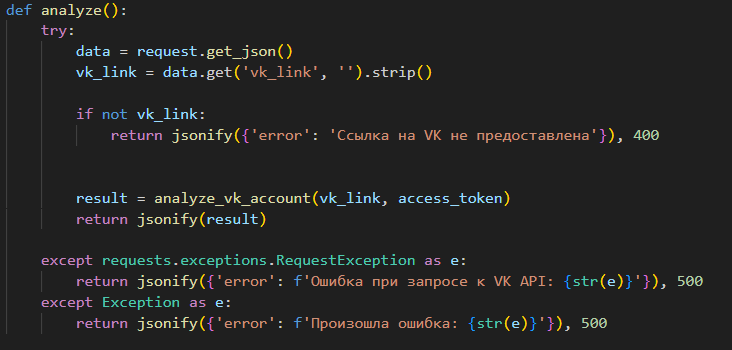 def analyze():
    try:
        data = request.get_json()
        vk_link = data.get('vk_link', '').strip()
        if not vk_link:
            return jsonify({'error': 'Ссылка на VK не предоставлена'}), 400
        result = analyze_vk_account(vk_link, access_token)
        return jsonify(result)
    except requests.exceptions.RequestException as e:
        return jsonify({'error': f'Ошибка при запросе к VK API: {str(e)}'}), 500
    except Exception as e:
        return jsonify({'error': f'Произошла ошибка: {str(e)}'}), 500